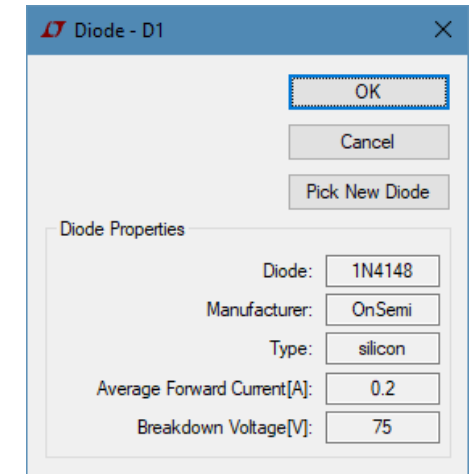 Diode - D1
OK
Cancel
Pick New Diode
Diode Properties
Diode: 1N4148
Manufacturer: OnSemi
Type: silicon
Average Forward Current[A]: 0.2
Breakdown Voltage[V]: 75